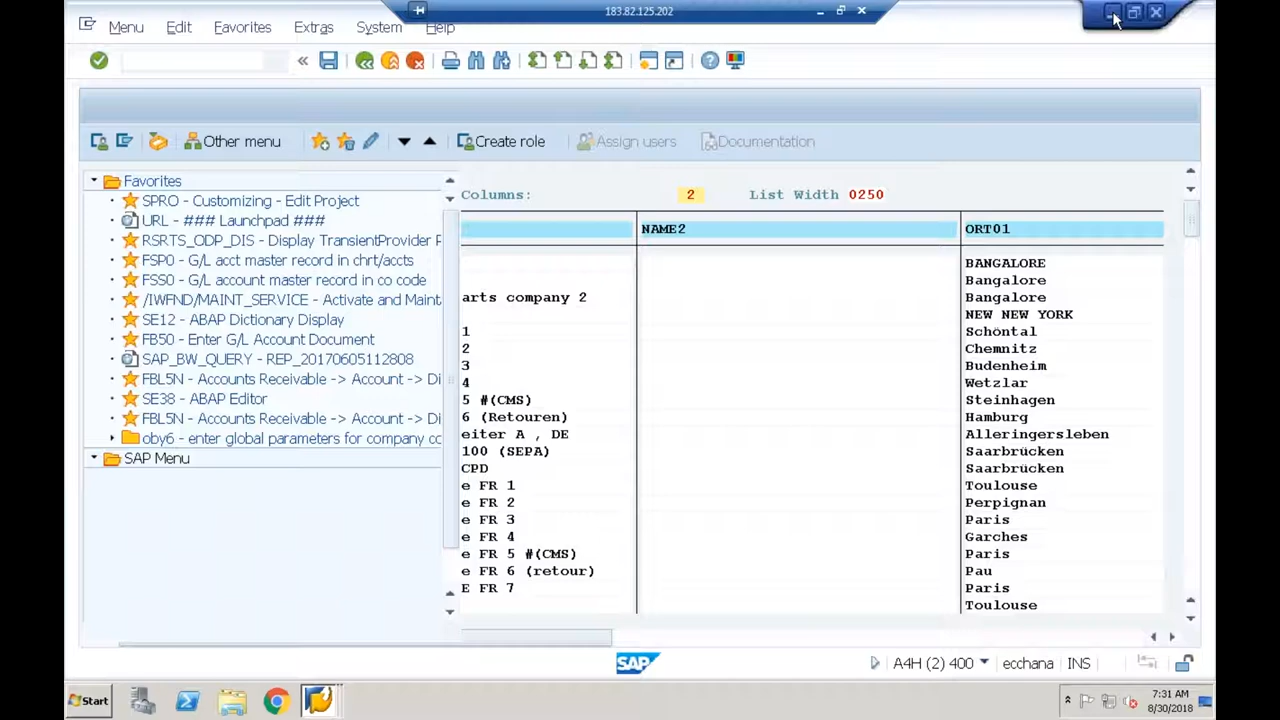 183.82.125.202
Menu Edit Favorites Extras System Help
Other menu Create role Assign users Documentation
Favorites
SPRO - Customizing - Edit Project
URL - ### Launchpad ###
RSRTS_ODP_DIS - Display TransientProvider P
FSP0 - G/L acct master record in chrt/accts
FSS0 - G/L account master record in co code
/IWFND/MAINT_SERVICE - Activate and Maint
SE12 - ABAP Dictionary Display
FB50 - Enter G/L Account Document
SAP_BW_QUERY - REP_20170605112808
FBL5N - Accounts Receivable -> Account -> Di
SE38 - ABAP Editor
FBL5N - Accounts Receivable -> Account -> Di
oby6 - enter global parameters for company co
SAP Menu
Columns: 2 List Width 0250
NAME2 ORT01
BANGALORE
Bangalore
arts company 2 Bangalore
NEW NEW YORK
1 Schöntal
2 Chemnitz
3 Budenheim
4 Wetzlar
5 #(CMS) Steinhagen
6 (Retouren) Hamburg
eiter A , DE Alleringersleben
100 (SEPA) Saarbrücken
CPD Saarbrücken
e FR 1 Toulouse
e FR 2 Perpignan
e FR 3 Paris
e FR 4 Garches
e FR 5 #(CMS) Paris
e FR 6 (retour) Pau
E FR 7 Paris
Toulouse
SAP A4H (2) 400 ecchana INS
Start 7:31 AM
8/30/2018